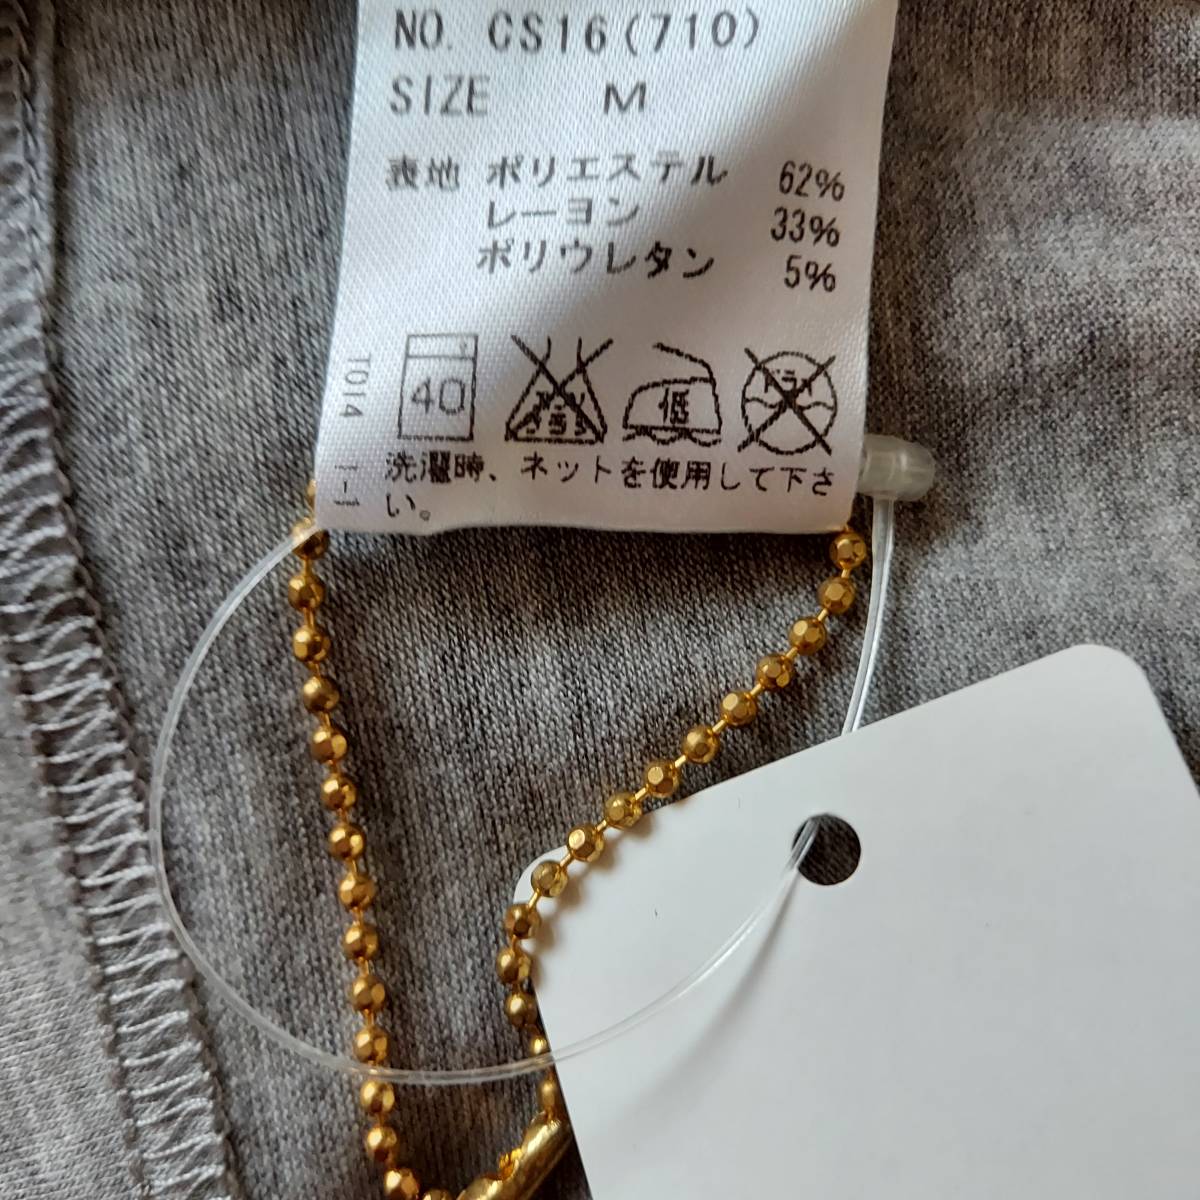 NO. CS16(710)
SIZE M
表地 ポリエステル 62%
レーヨン 33%
ポリウレタン 5%
40
低
洗濯時、ネットを使用して下さ
い。
T014 1-1